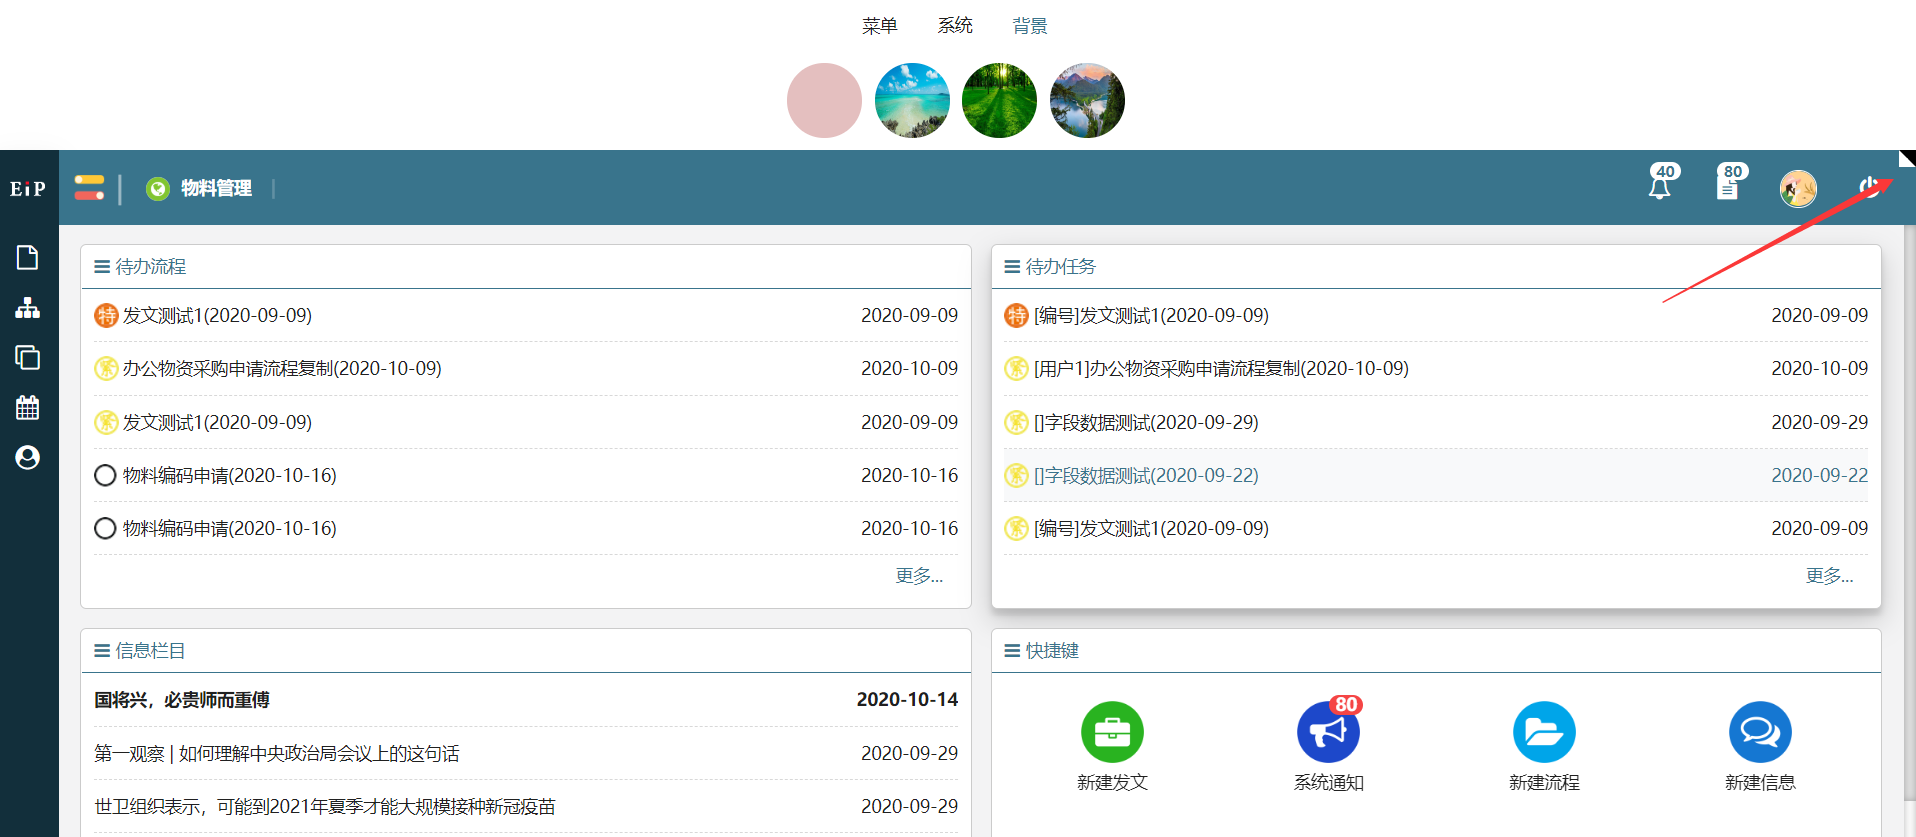 菜单 系统 背景
EiP 物料管理 40 80
待办流程
特 发文测试1(2020-09-09) 2020-09-09
繁 办公物资采购申请流程复制(2020-10-09) 2020-10-09
繁 发文测试1(2020-09-09) 2020-09-09
物料编码申请(2020-10-16) 2020-10-16
物料编码申请(2020-10-16) 2020-10-16
更多...
待办任务
特 [编号]发文测试1(2020-09-09) 2020-09-09
繁 [用户1]办公物资采购申请流程复制(2020-10-09) 2020-10-09
繁 []字段数据测试(2020-09-29) 2020-09-29
繁 []字段数据测试(2020-09-22) 2020-09-22
繁 [编号]发文测试1(2020-09-09) 2020-09-09
更多...
信息栏目
国将兴，必贵师而重傅 2020-10-14
第一观察 | 如何理解中央政治局会议上的这句话 2020-09-29
世卫组织表示，可能到2021年夏季才能大规模接种新冠疫苗 2020-09-29
快捷键
80
新建发文 系统通知 新建流程 新建信息